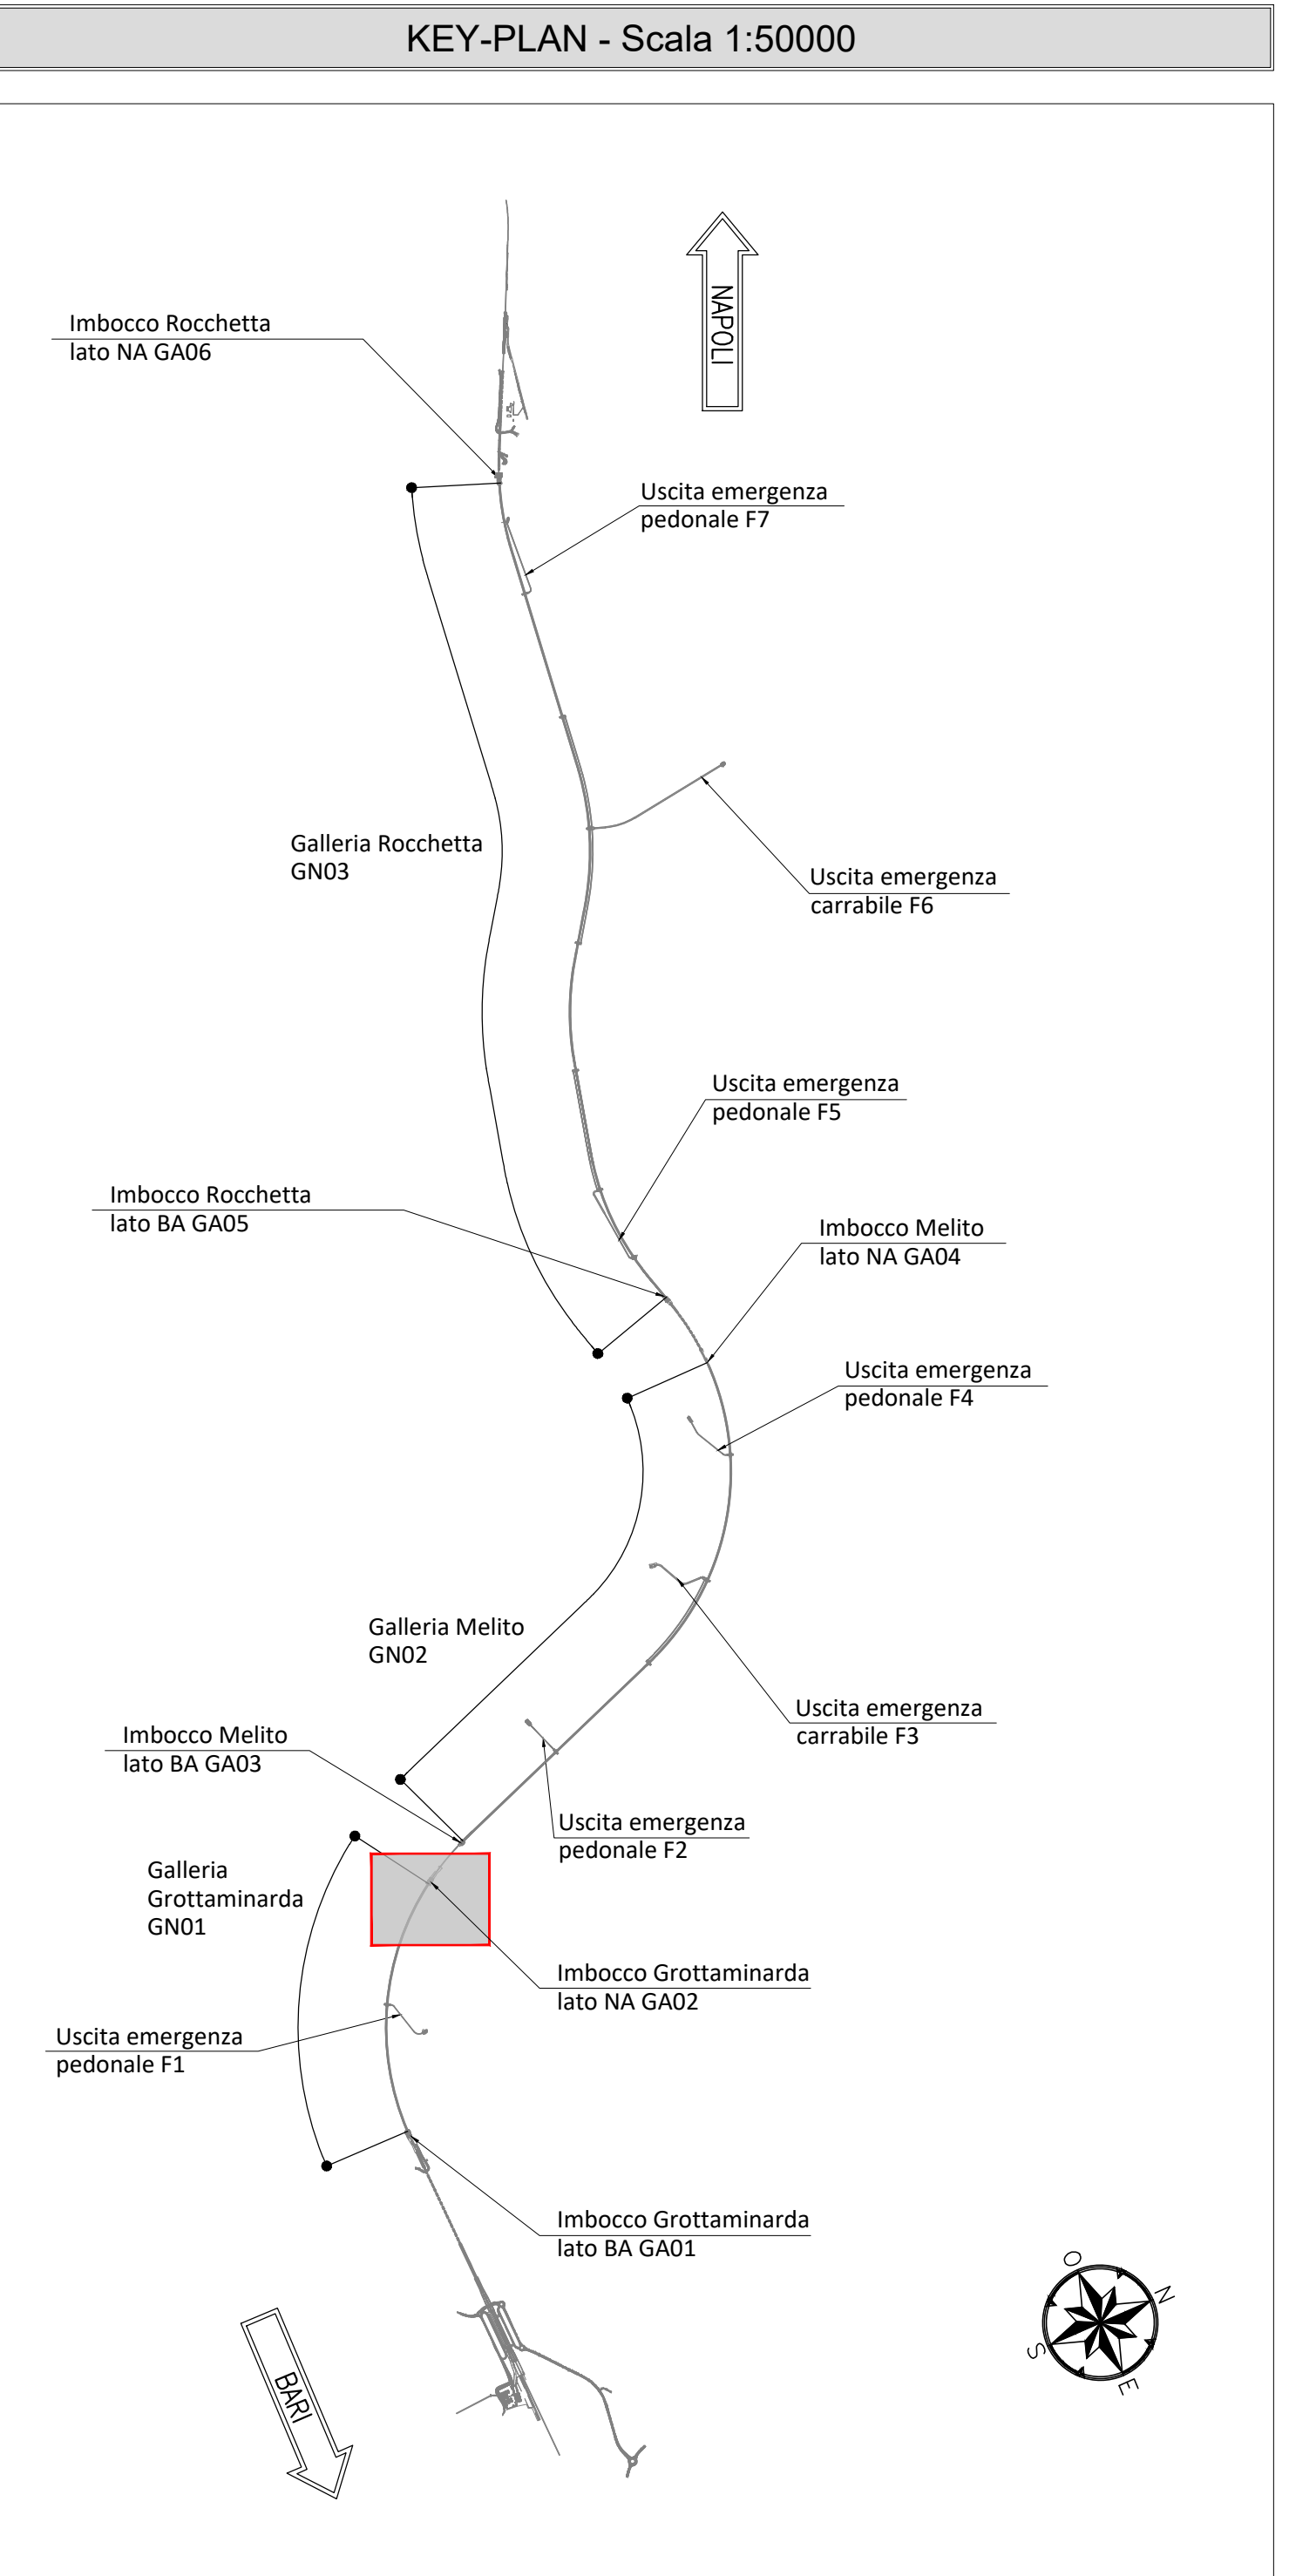 KEY-PLAN - Scala 1:50000
NAPOLI
Imbocco Rocchetta
lato NA GA06
Uscita emergenza
pedonale F7
Galleria Rocchetta
GN03
Uscita emergenza
carrabile F6
Uscita emergenza
pedonale F5
Imbocco Rocchetta
lato BA GA05
Imbocco Melito
lato NA GA04
Uscita emergenza
pedonale F4
Galleria Melito
GN02
Uscita emergenza
carrabile F3
Imbocco Melito
lato BA GA03
Uscita emergenza
pedonale F2
Galleria
Grottaminarda
GN01
Imbocco Grottaminarda
lato NA GA02
Uscita emergenza
pedonale F1
Imbocco Grottaminarda
lato BA GA01
BARI
O
N
S
E